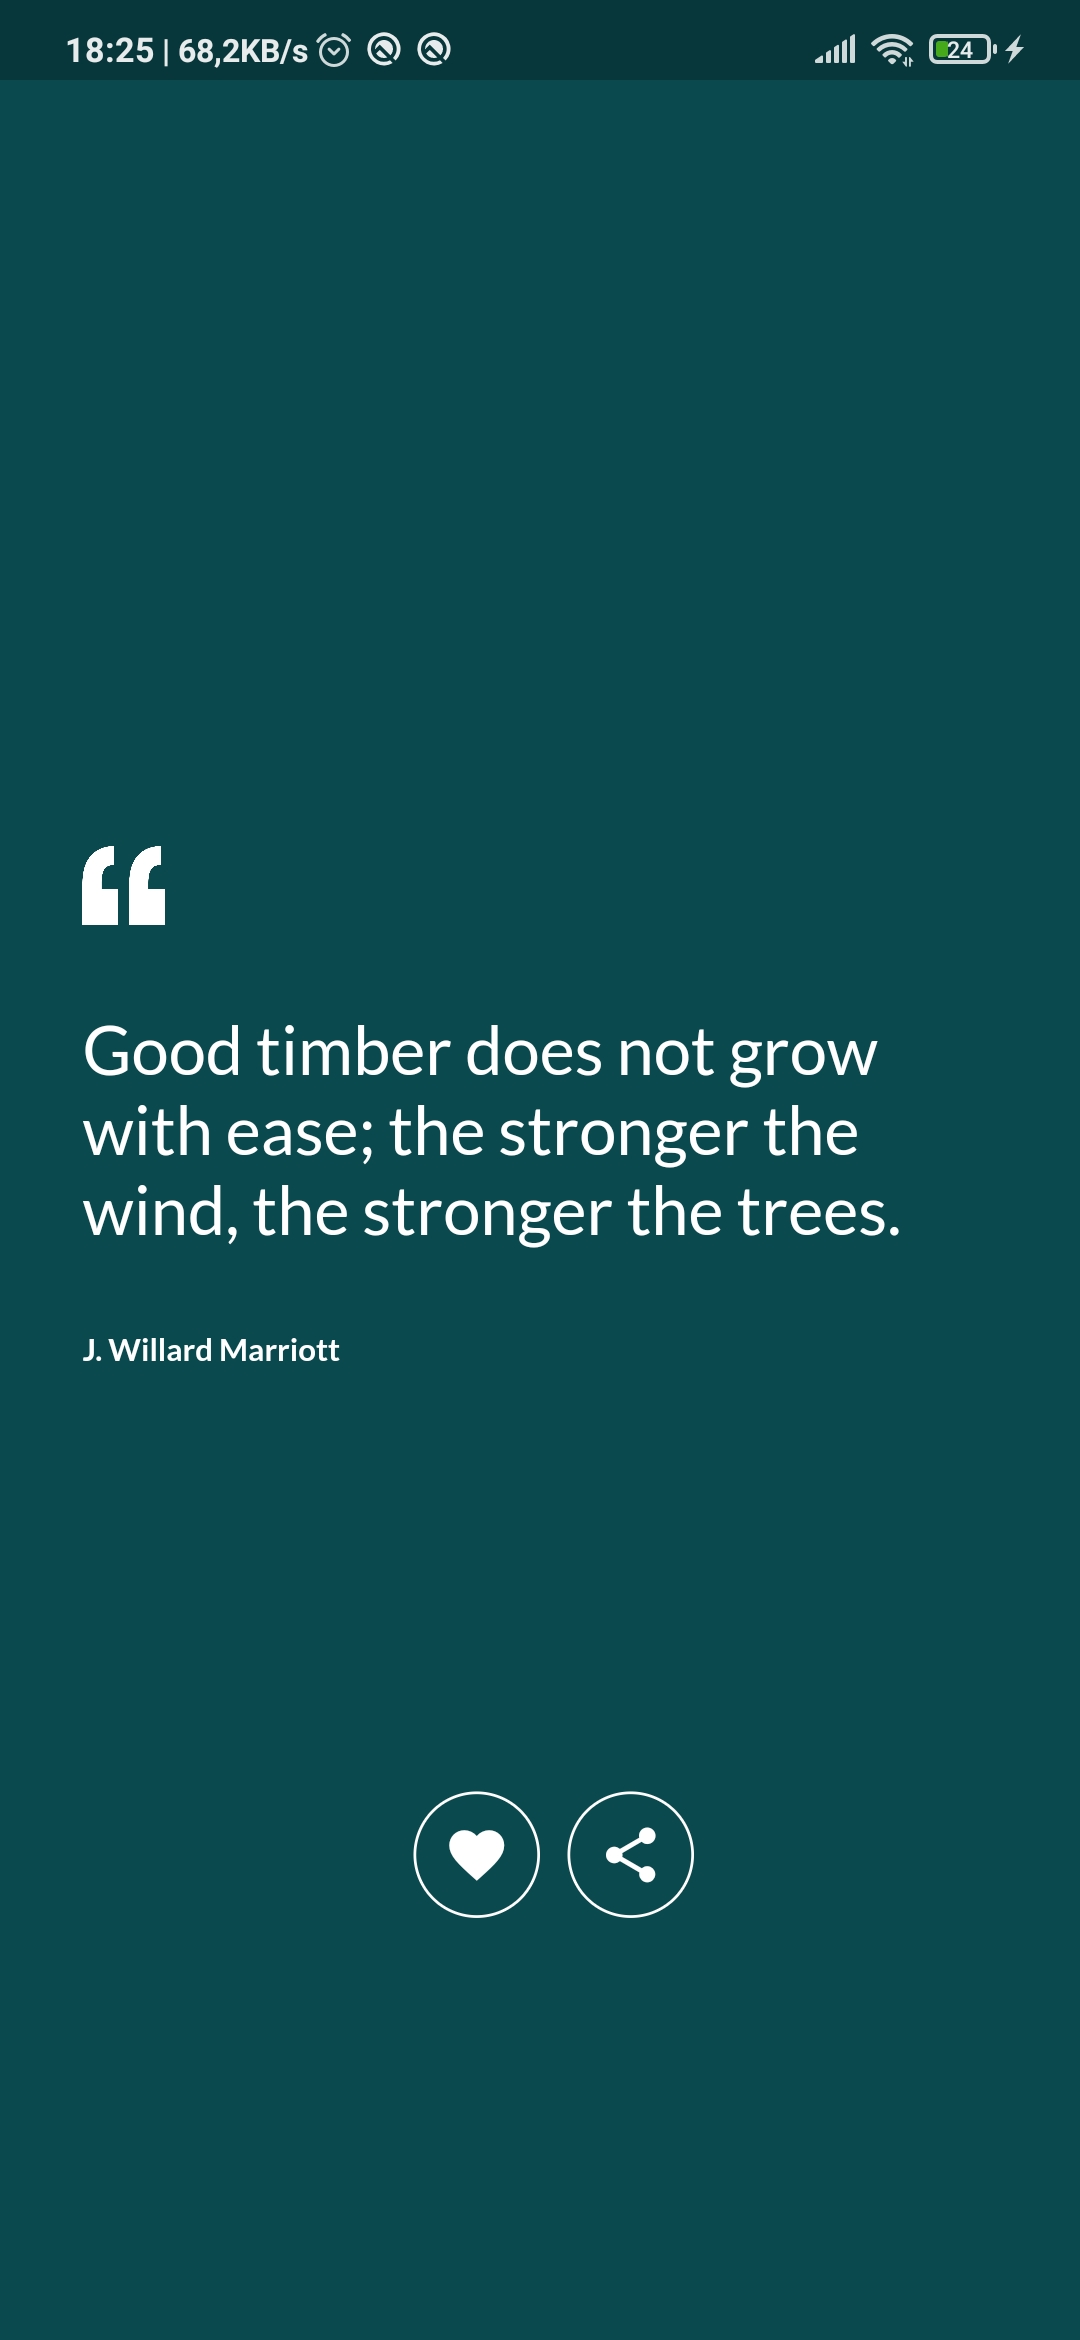 18:25 | 68,2KB/s 24
“
Good timber does not grow
with ease; the stronger the
wind, the stronger the trees.
J. Willard Marriott